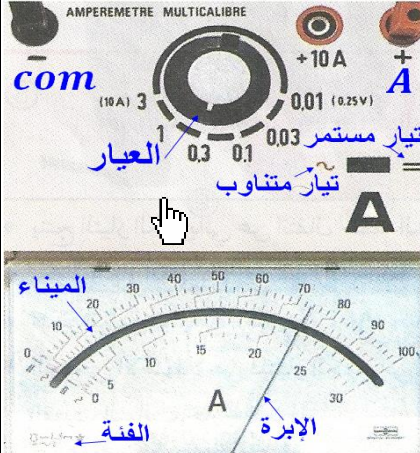 AMPEREMETRE MULTICALIBRE
com
−
+10A
+
A
(10A) 3
1
0,3
0,1
0,03
0,01 (0.25V)
العيار
تيار مستمر
تيار متناوب
~
=
A
الميناء
0 10 20 30 40 50 60 70 80 90 100
0 5 10 15 20 25 30
A
الإبرة
الفئة